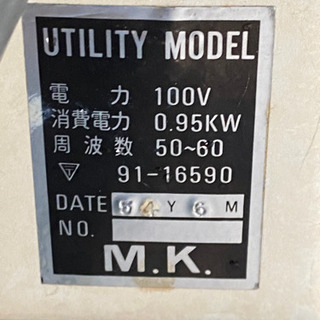 UTILITY MODEL
電 力 100V
消費電力 0.95KW
周波数 50~60
91-16590
DATE 54 Y 6 M
NO.
M.K.